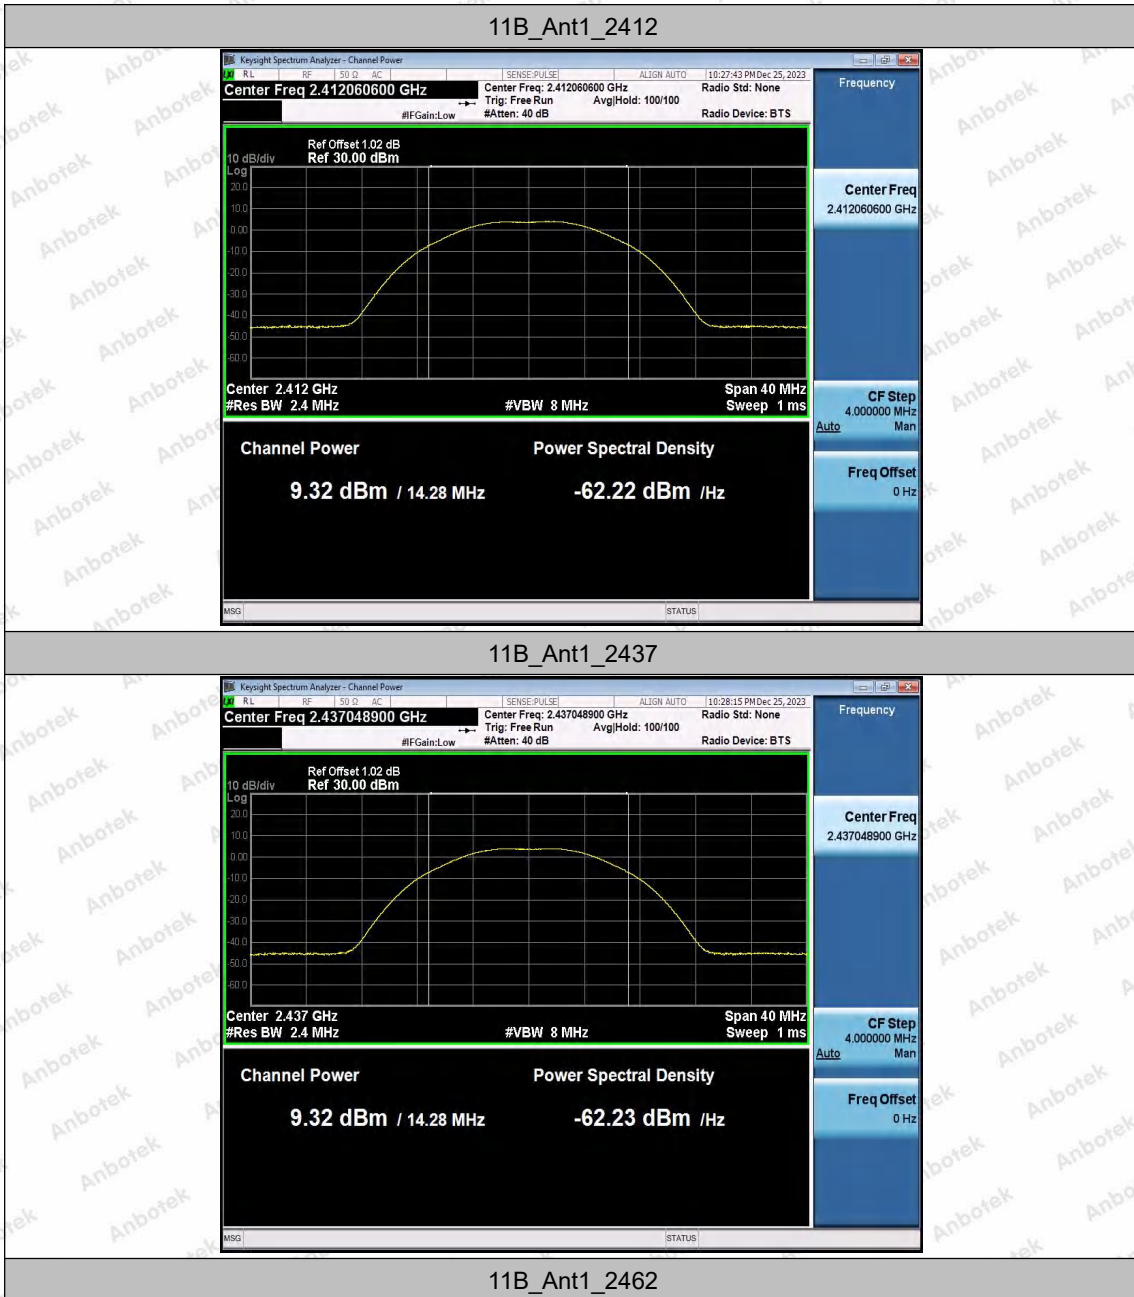 11B_Ant1_2412
Keysight Spectrum Analyzer - Channel Power
RL RF 50 Ω AC SENSE:PULSE ALIGN AUTO 10:27:43 PM Dec 25, 2023
Center Freq 2.412060600 GHz
Center Freq: 2.412060600 GHz Radio Std: None
Trig: Free Run Avg|Hold: 100/100
#IFGain:Low #Atten: 40 dB Radio Device: BTS
Frequency
Ref Offset 1.02 dB
10 dB/div Ref 30.00 dBm
Log
20.0
10.0
0.00
-10.0
-20.0
-30.0
-40.0
-50.0
-60.0
Center Freq
2.412060600 GHz
Center 2.412 GHz Span 40 MHz
#Res BW 2.4 MHz #VBW 8 MHz Sweep 1 ms
CF Step
4.000000 MHz
Auto Man
Channel Power Power Spectral Density
9.32 dBm / 14.28 MHz -62.22 dBm /Hz
Freq Offset
0 Hz
MSG STATUS
11B_Ant1_2437
Keysight Spectrum Analyzer - Channel Power
RL RF 50 Ω AC SENSE:PULSE ALIGN AUTO 10:28:15 PM Dec 25, 2023
Center Freq 2.437048900 GHz
Center Freq: 2.437048900 GHz Radio Std: None
Trig: Free Run Avg|Hold: 100/100
#IFGain:Low #Atten: 40 dB Radio Device: BTS
Frequency
Ref Offset 1.02 dB
10 dB/div Ref 30.00 dBm
Log
20.0
10.0
0.00
-10.0
-20.0
-30.0
-40.0
-50.0
-60.0
Center Freq
2.437048900 GHz
Center 2.437 GHz Span 40 MHz
#Res BW 2.4 MHz #VBW 8 MHz Sweep 1 ms
CF Step
4.000000 MHz
Auto Man
Channel Power Power Spectral Density
9.32 dBm / 14.28 MHz -62.23 dBm /Hz
Freq Offset
0 Hz
MSG STATUS
11B_Ant1_2462